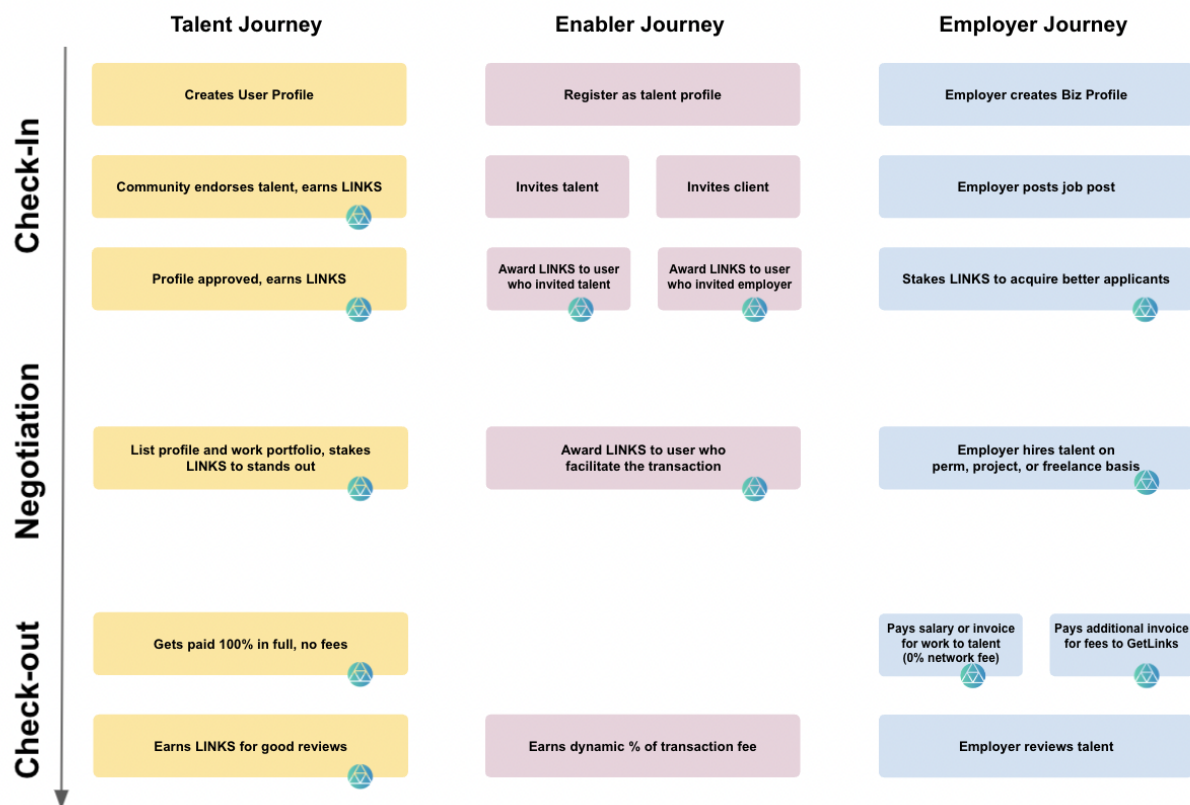 Talent Journey
Enabler Journey
Employer Journey
Check-In
Creates User Profile
Register as talent profile
Employer creates Biz Profile
Community endorses talent, earns LINKS
Invites talent
Invites client
Employer posts job post
Profile approved, earns LINKS
Award LINKS to user
who invited talent
Award LINKS to user
who invited employer
Stakes LINKS to acquire better applicants
Negotiation
List profile and work portfolio, stakes
LINKS to stands out
Award LINKS to user who
facilitate the transaction
Employer hires talent on
perm, project, or freelance basis
Check-out
Gets paid 100% in full, no fees
Pays salary or invoice
for work to talent
(0% network fee)
Pays additional invoice
for fees to GetLinks
Earns LINKS for good reviews
Earns dynamic % of transaction fee
Employer reviews talent